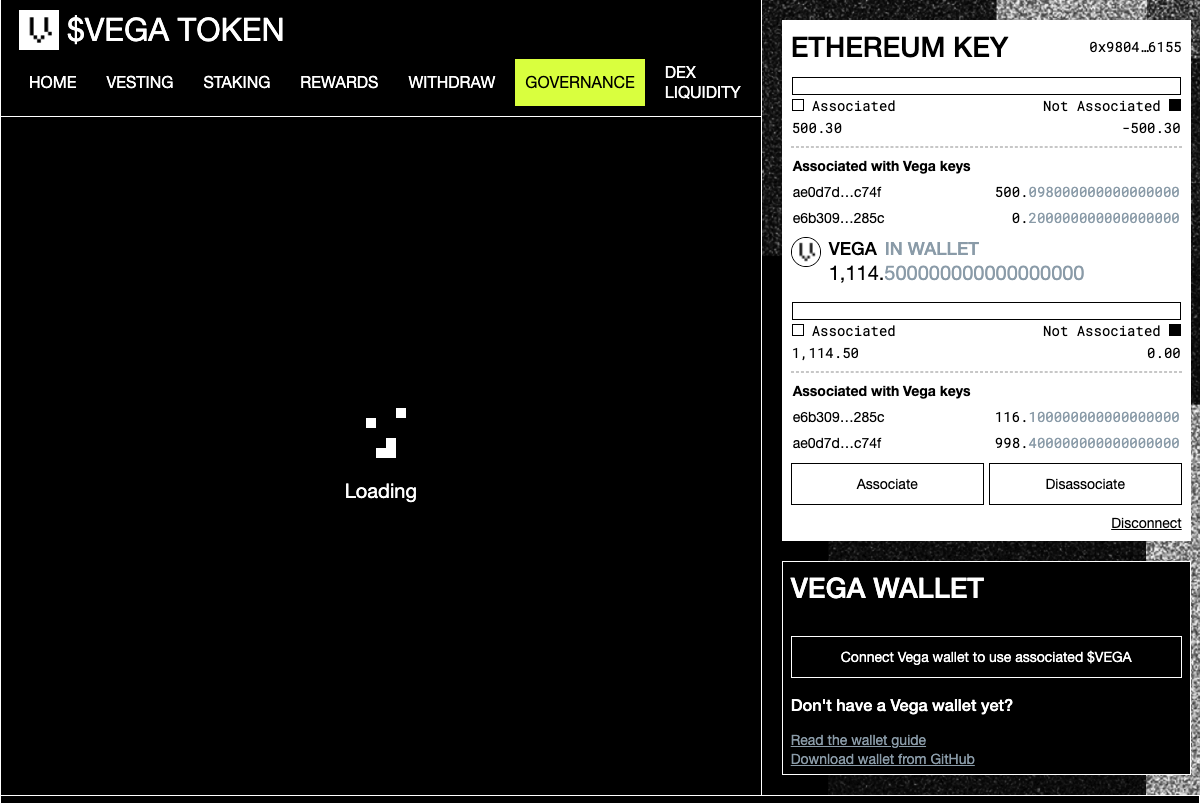 $VEGA TOKEN
HOME VESTING STAKING REWARDS WITHDRAW GOVERNANCE DEX LIQUIDITY
Loading
ETHEREUM KEY 0x9804…6155
Associated Not Associated
500.30 -500.30
Associated with Vega keys
ae0d7d…c74f 500.098000000000000000
e6b309…285c 0.200000000000000000
VEGA IN WALLET
1,114.500000000000000000
Associated Not Associated
1,114.50 0.00
Associated with Vega keys
e6b309…285c 116.100000000000000000
ae0d7d…c74f 998.400000000000000000
Associate Disassociate
Disconnect
VEGA WALLET
Connect Vega wallet to use associated $VEGA
Don't have a Vega wallet yet?
Read the wallet guide
Download wallet from GitHub